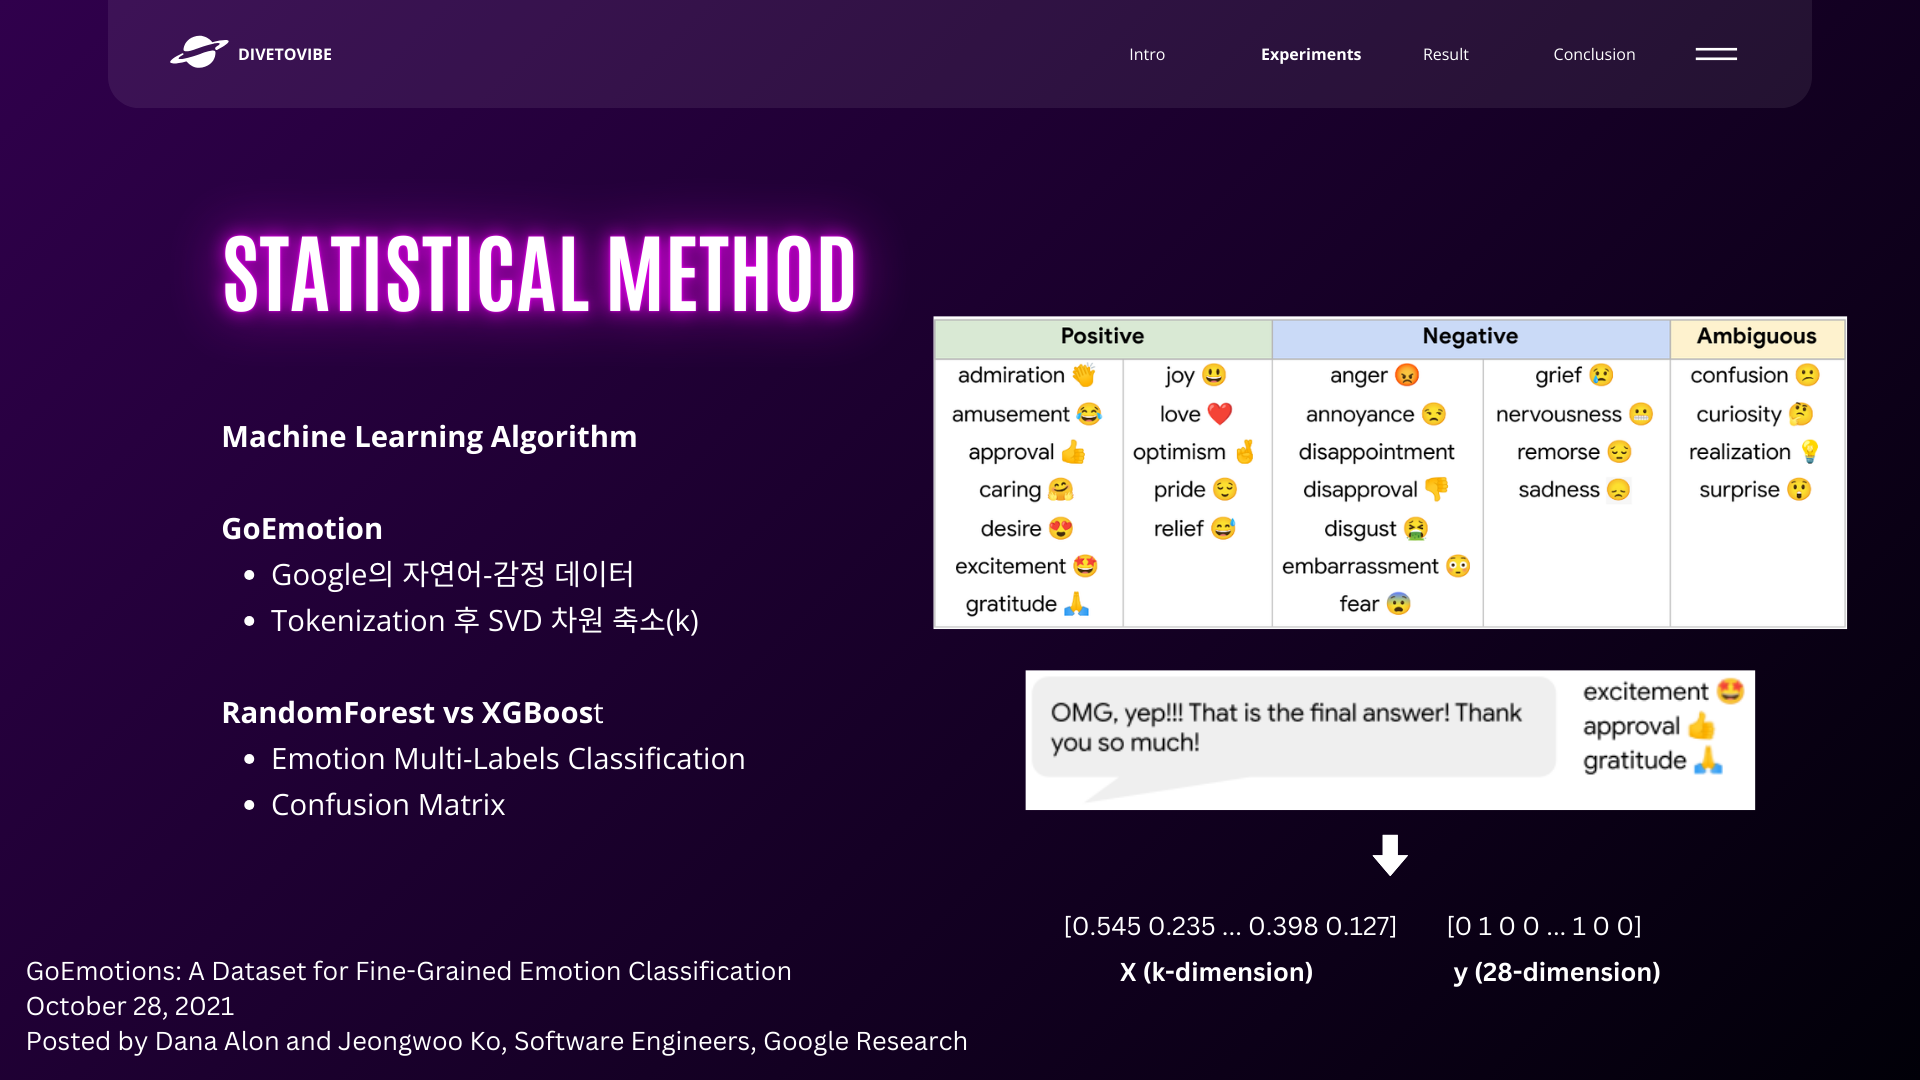 DIVETOVIBE
Intro
Experiments
Result
Conclusion
STATISTICAL METHOD
Machine Learning Algorithm
GoEmotion
• Google의 자연어-감정 데이터
• Tokenization 후 SVD 차원 축소(k)
RandomForest vs XGBoost
• Emotion Multi-Labels Classification
• Confusion Matrix
Positive Negative Ambiguous
admiration 👏 joy 😃 anger 😡 grief 😢 confusion 😕
amusement 😂 love ❤️ annoyance 😒 nervousness 😬 curiosity 🤔
approval 👍 optimism 🤞 disappointment remorse 😔 realization 💡
caring 🤗 pride 😌 disapproval 👎 sadness 😞 surprise 😲
desire 😍 relief 😅 disgust 🤮
excitement 🤩 embarrassment 😳
gratitude 🙏 fear 😨
OMG, yep!!! That is the final answer! Thank
you so much!
excitement 🤩
approval 👍
gratitude 🙏
[0.545 0.235 ... 0.398 0.127]
[0 1 0 0 ... 1 0 0]
X (k-dimension)
y (28-dimension)
GoEmotions: A Dataset for Fine-Grained Emotion Classification
October 28, 2021
Posted by Dana Alon and Jeongwoo Ko, Software Engineers, Google Research